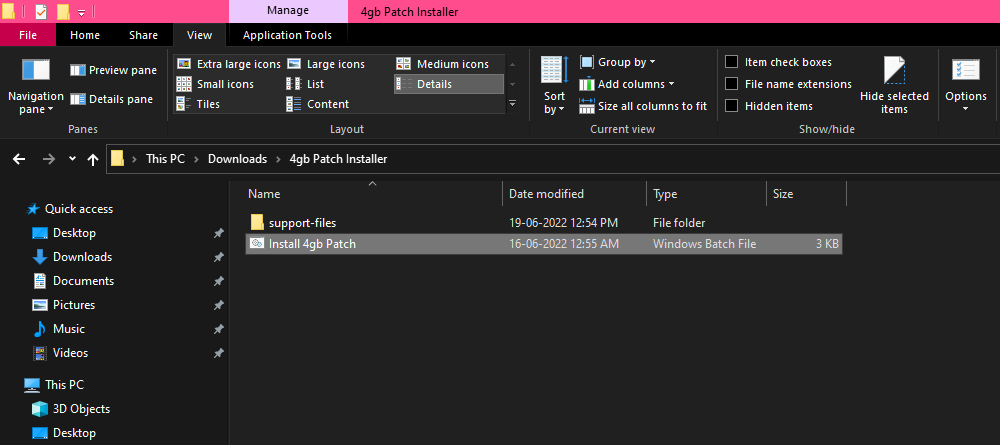 Manage 4gb Patch Installer
File Home Share View Application Tools
Extra large icons Large icons Medium icons Group by Item check boxes
Preview pane
Small icons List Details Add columns File name extensions
Navigation pane Details pane Tiles Content Sort by Size all columns to fit Hidden items Hide selected items Options
Panes Layout Current view Show/hide
This PC Downloads 4gb Patch Installer
Name Date modified Type Size
Quick access
support-files 19-06-2022 12:54 PM File folder
Desktop
Install 4gb Patch 16-06-2022 12:55 AM Windows Batch File 3 KB
Downloads
Documents
Pictures
Music
Videos
This PC
3D Objects
Desktop